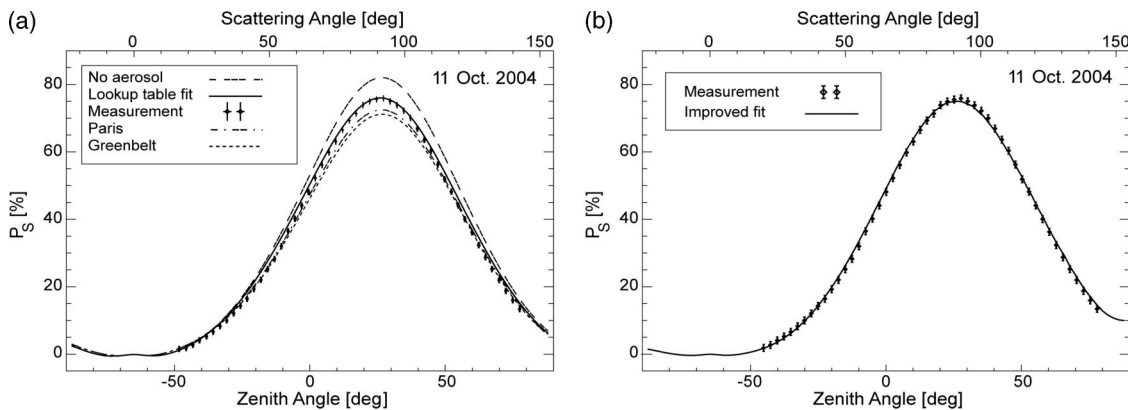 (a)
Scattering Angle [deg]
0 50 100 150
11 Oct. 2004
No aerosol
Lookup table fit
Measurement
Paris
Greenbelt
80
60
40
20
0
P_S [%]
-50 0 50
Zenith Angle [deg]
(b)
Scattering Angle [deg]
0 50 100 150
11 Oct. 2004
Measurement
Improved fit
80
60
40
20
0
P_S [%]
-50 0 50
Zenith Angle [deg]